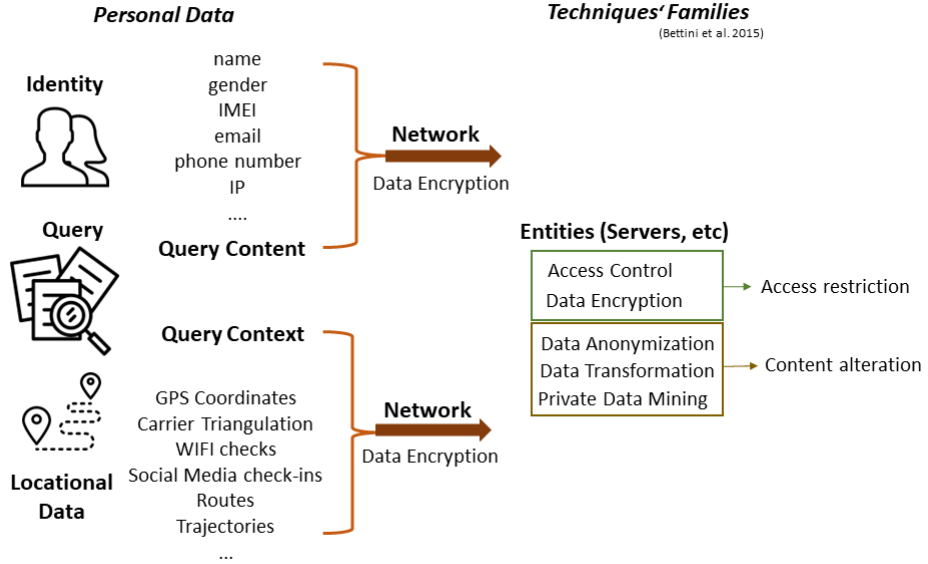 Personal Data
Techniques‘ Families
(Bettini et al. 2015)
Identity
name
gender
IMEI
email
phone number
IP
....
Network
Data Encryption
Query
Query Content
Entities (Servers, etc)
Access Control
Data Encryption
Access restriction
Query Context
Data Anonymization
Data Transformation
Private Data Mining
Content alteration
GPS Coordinates
Carrier Triangulation
WIFI checks
Social Media check-ins
Routes
Trajectories
...
Network
Data Encryption
Locational
Data